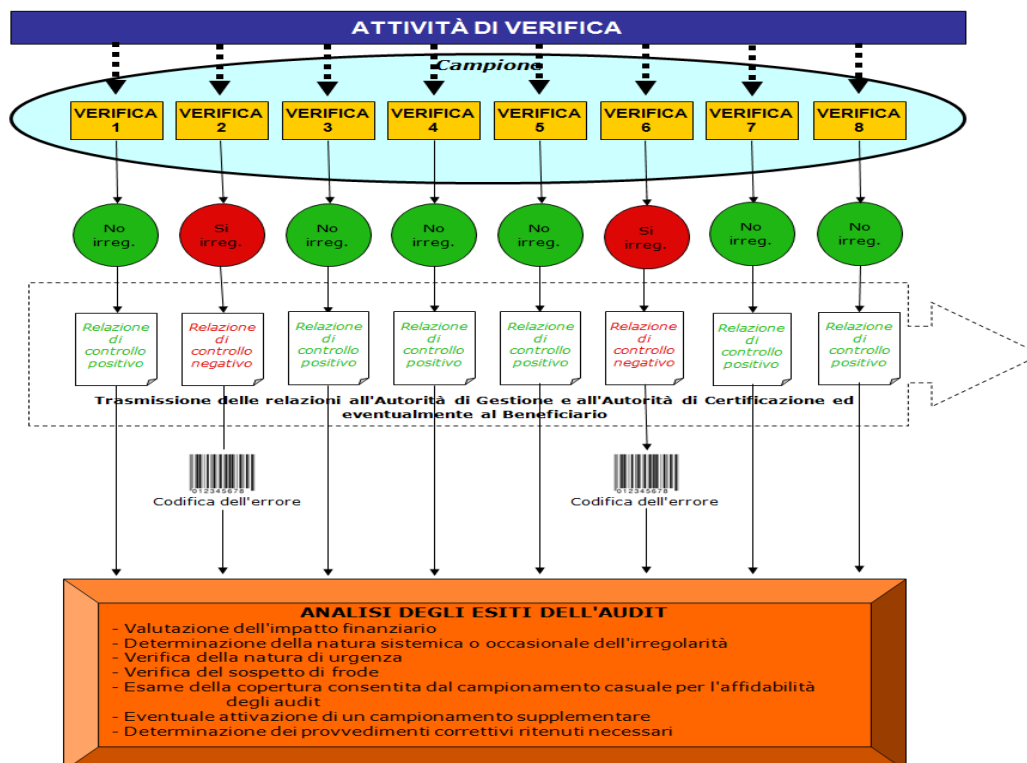 ATTIVITÀ DI VERIFICA
Campione
VERIFICA
1
VERIFICA
2
VERIFICA
3
VERIFICA
4
VERIFICA
5
VERIFICA
6
VERIFICA
7
VERIFICA
8
No
irreg.
Sì
irreg.
No
irreg.
No
irreg.
No
irreg.
Sì
irreg.
No
irreg.
No
irreg.
Relazione
di
controllo
positivo
Relazione
di
controllo
negativo
Relazione
di
controllo
positivo
Relazione
di
controllo
positivo
Relazione
di
controllo
positivo
Relazione
di
controllo
negativo
Relazione
di
controllo
positivo
Relazione
di
controllo
positivo
Trasmissione delle relazioni all'Autorità di Gestione e all'Autorità di Certificazione ed
eventualmente al Beneficiario
012345678
Codifica dell'errore
012345678
Codifica dell'errore
ANALISI DEGLI ESITI DELL'AUDIT
- Valutazione dell'impatto finanziario
- Determinazione della natura sistemica o occasionale dell'irregolarità
- Verifica della natura di urgenza
- Verifica del sospetto di frode
- Esame della copertura consentita dal campionamento casuale per l'affidabilità
degli audit
- Eventuale attivazione di un campionamento supplementare
- Determinazione dei provvedimenti correttivi ritenuti necessari